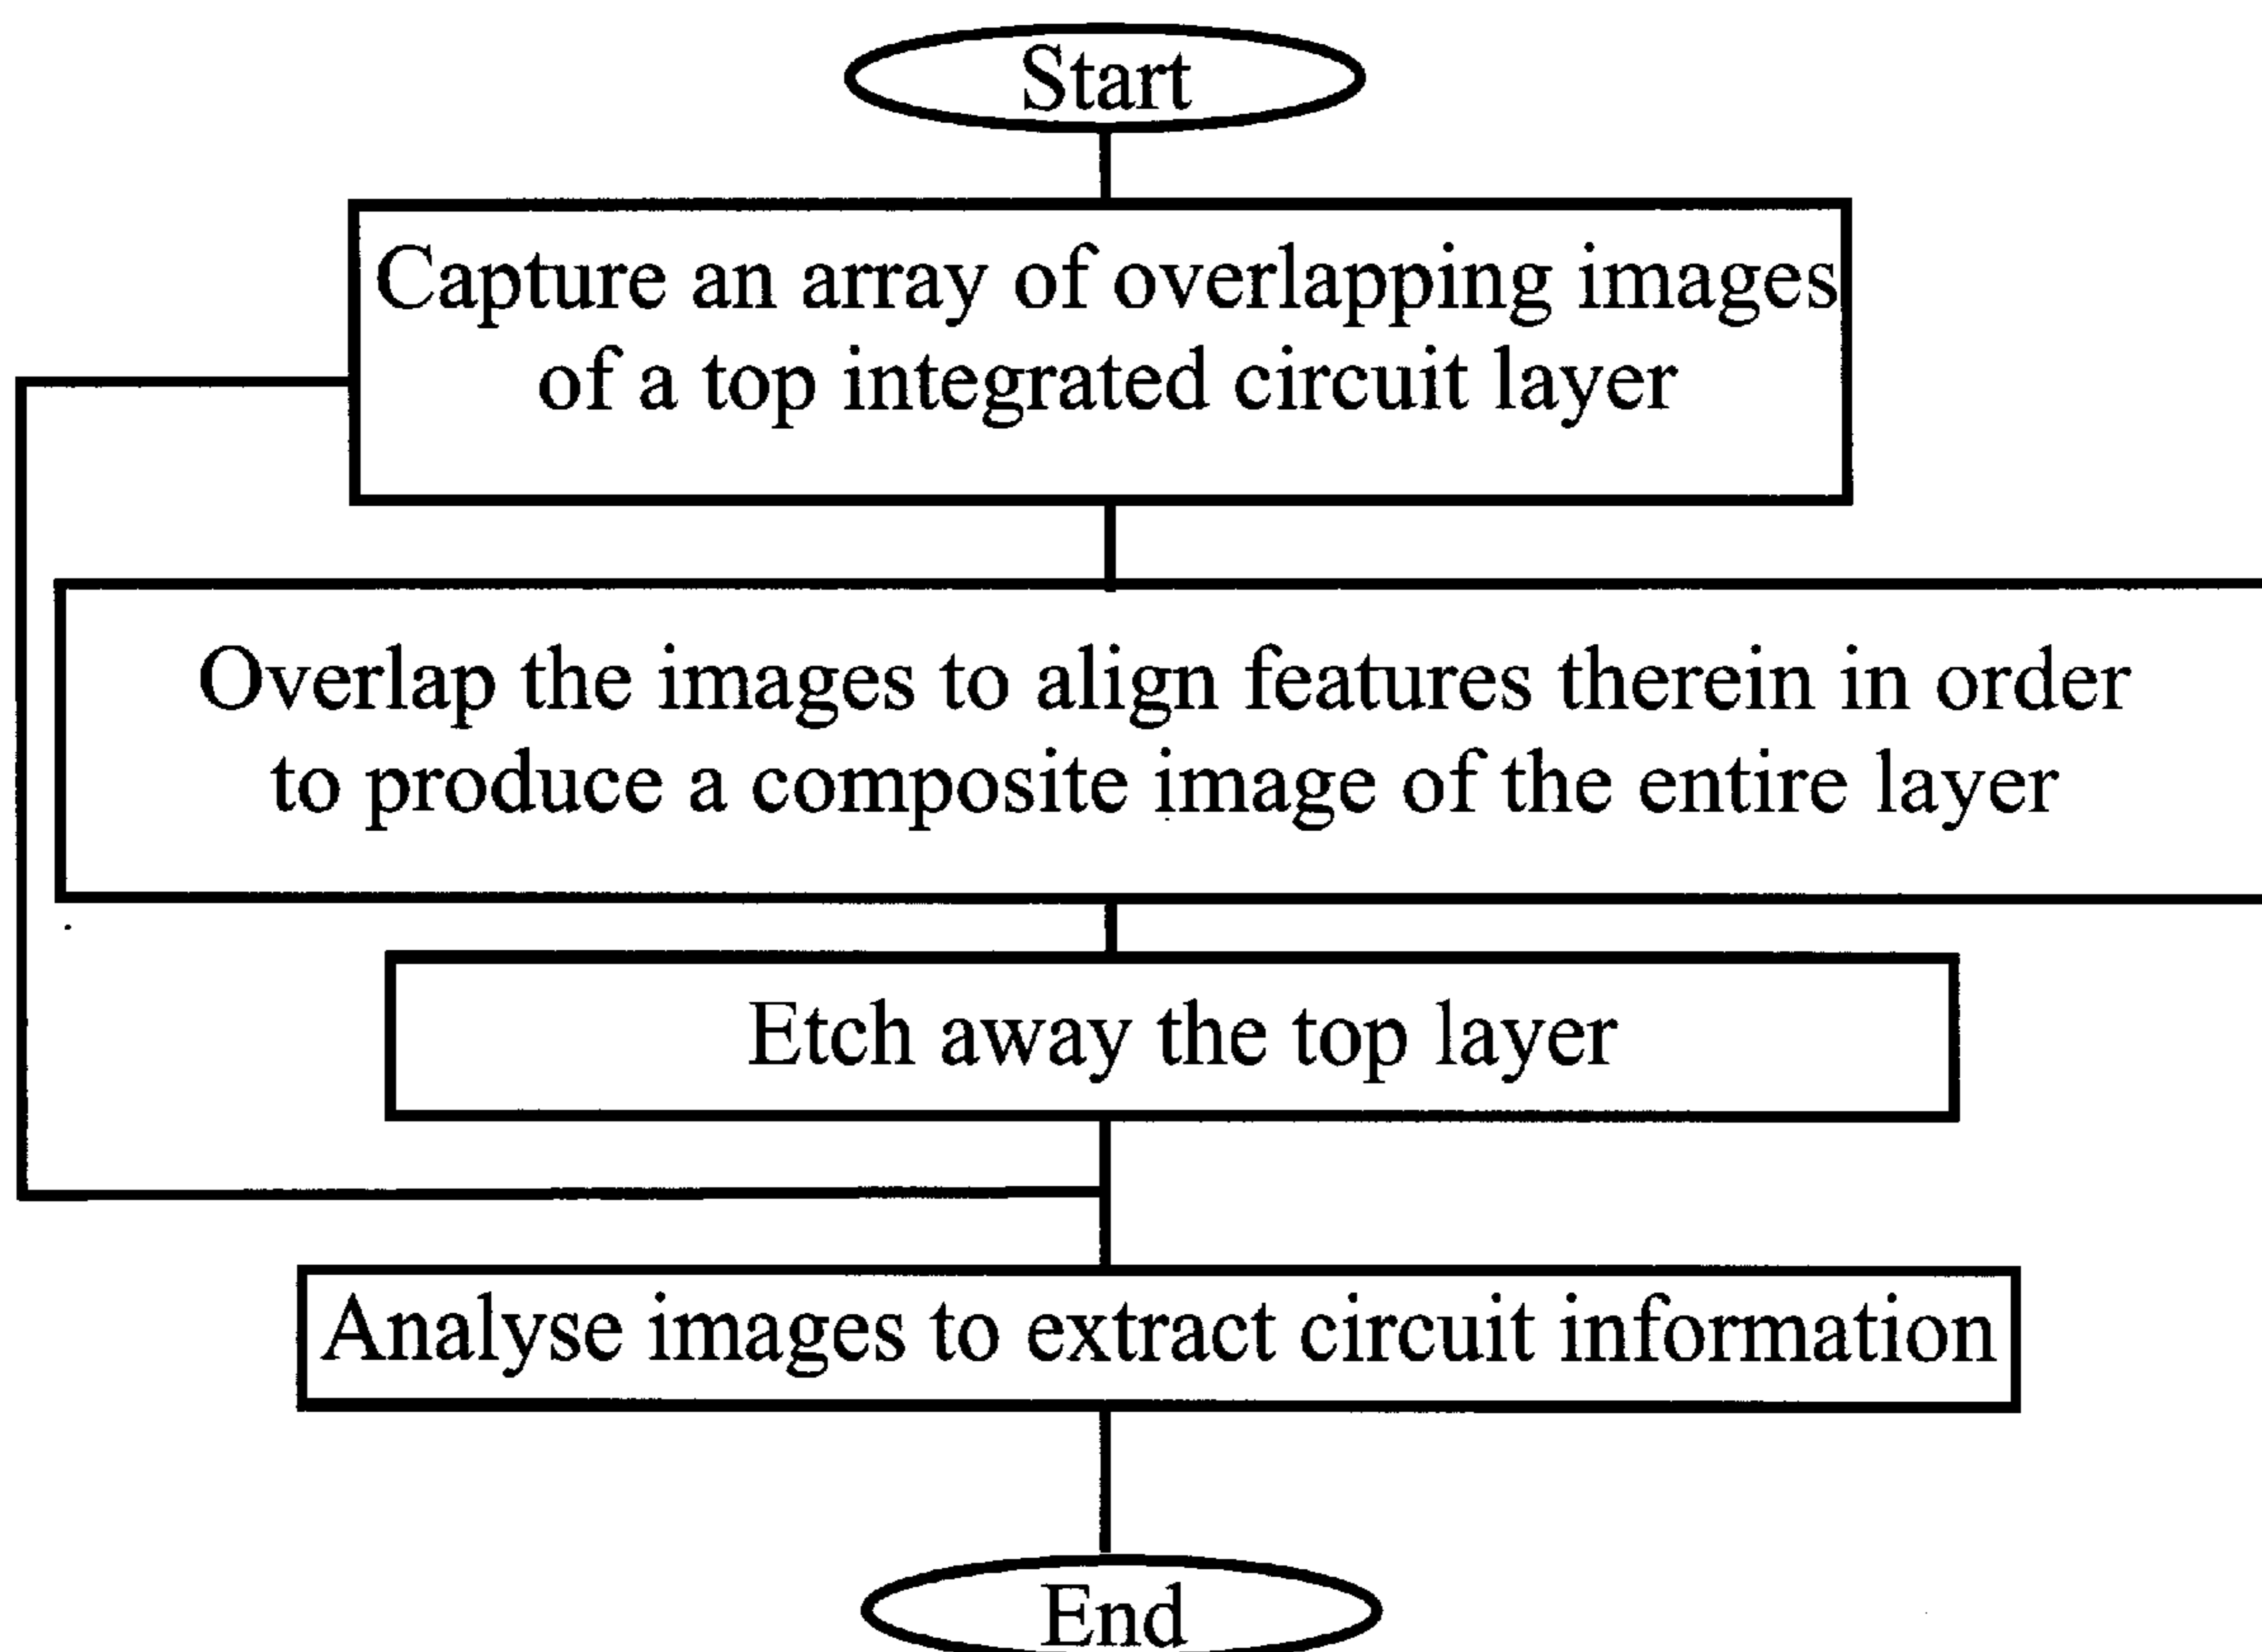 Start
Capture an array of overlapping images
of a top integrated circuit layer
Overlap the images to align features therein in order
to produce a composite image of the entire layer
Etch away the top layer
Analyse images to extract circuit information
End